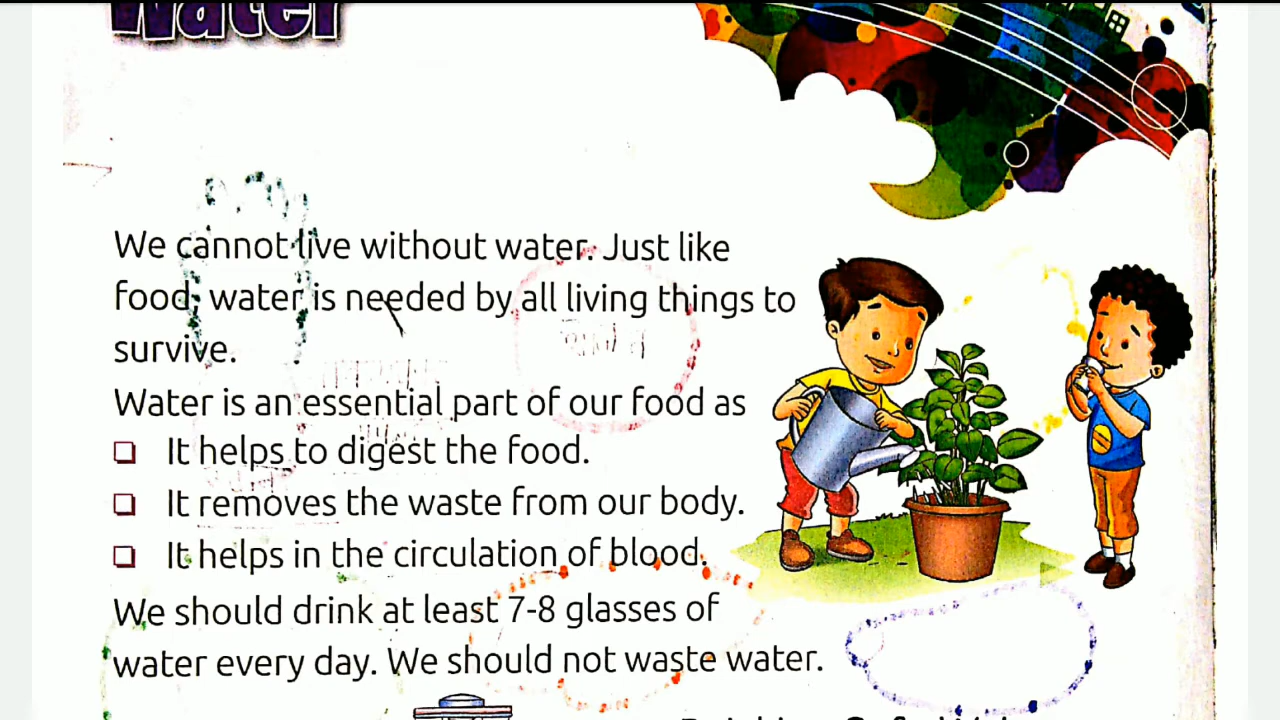 Water
We cannot live without water. Just like
food, water is needed by all living things to
survive.
Water is an essential part of our food as
It helps to digest the food.
It removes the waste from our body.
It helps in the circulation of blood.
We should drink at least 7-8 glasses of
water every day. We should not waste water.